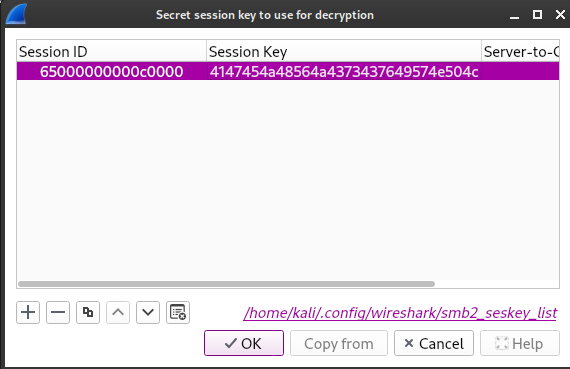 Secret session key to use for decryption
Session ID Session Key Server-to-C
65000000000c0000 4147454a48564a4373437649574e504c
/home/kali/.config/wireshark/smb2_seskey_list
OK Copy from Cancel Help